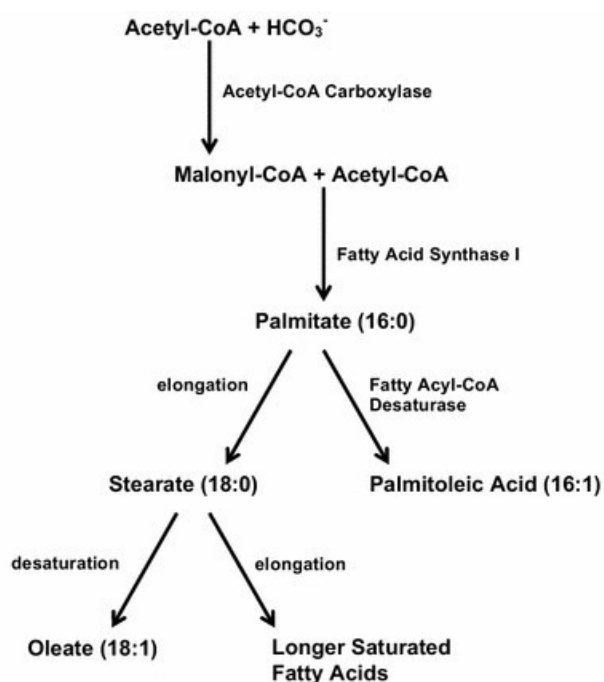 Acetyl-CoA + HCO₃⁻
Acetyl-CoA Carboxylase
Malonyl-CoA + Acetyl-CoA
Fatty Acid Synthase I
Palmitate (16:0)
elongation
Fatty Acyl-CoA
Desaturase
Stearate (18:0)
Palmitoleic Acid (16:1)
desaturation
elongation
Oleate (18:1)
Longer Saturated
Fatty Acids